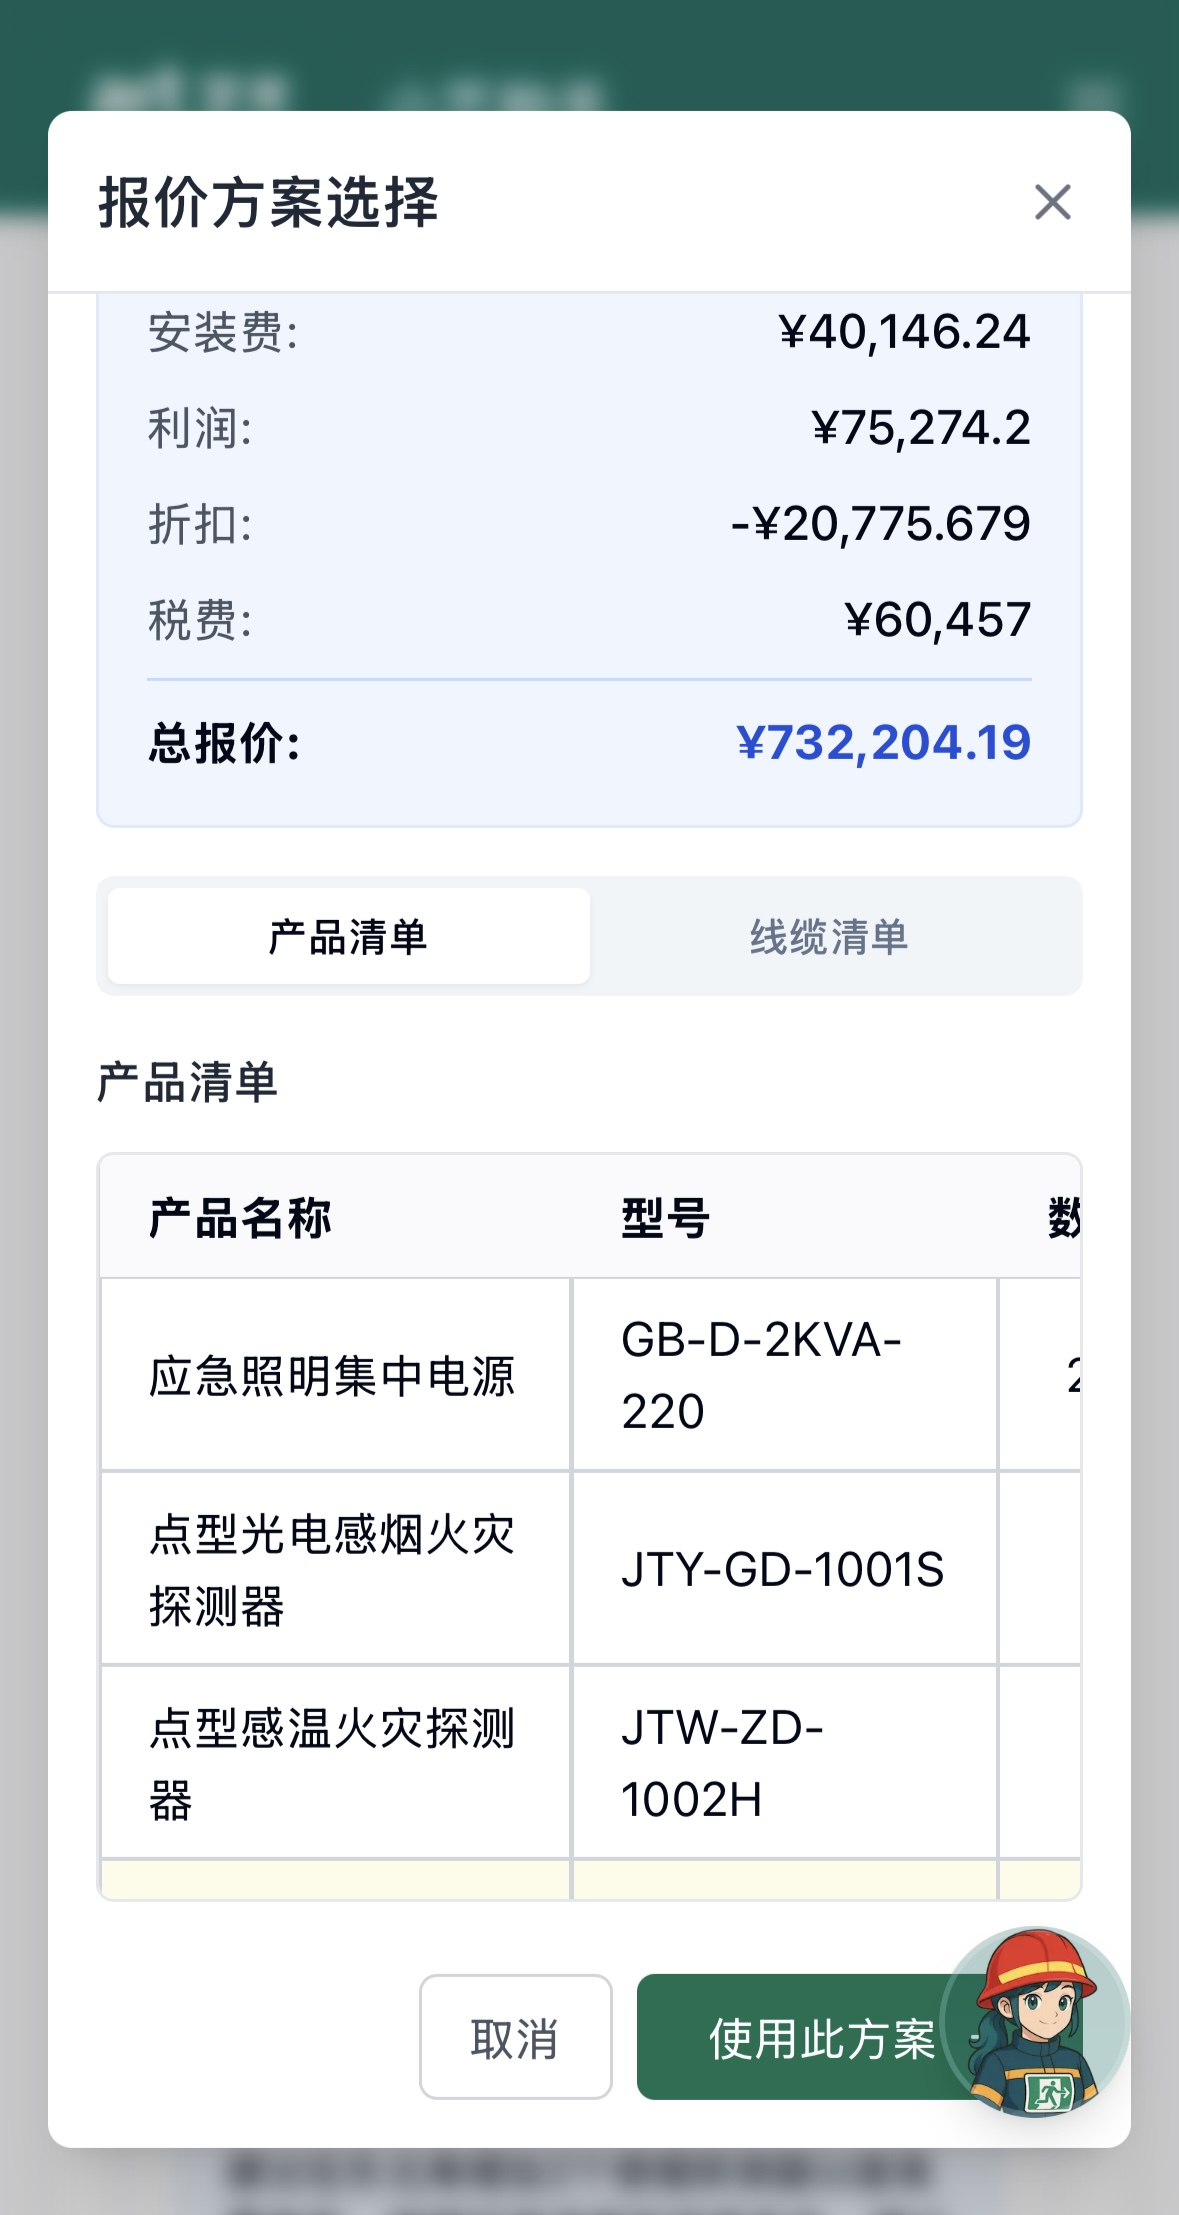 报价方案选择
安装费: ¥40,146.24
利润: ¥75,274.2
折扣: -¥20,775.679
税费: ¥60,457
总报价: ¥732,204.19
产品清单 线缆清单
产品清单
产品名称 型号 数
应急照明集中电源 GB-D-2KVA-
220 2
点型光电感烟火灾
探测器 JTY-GD-1001S
点型感温火灾探测
器 JTW-ZD-
1002H
取消 使用此方案